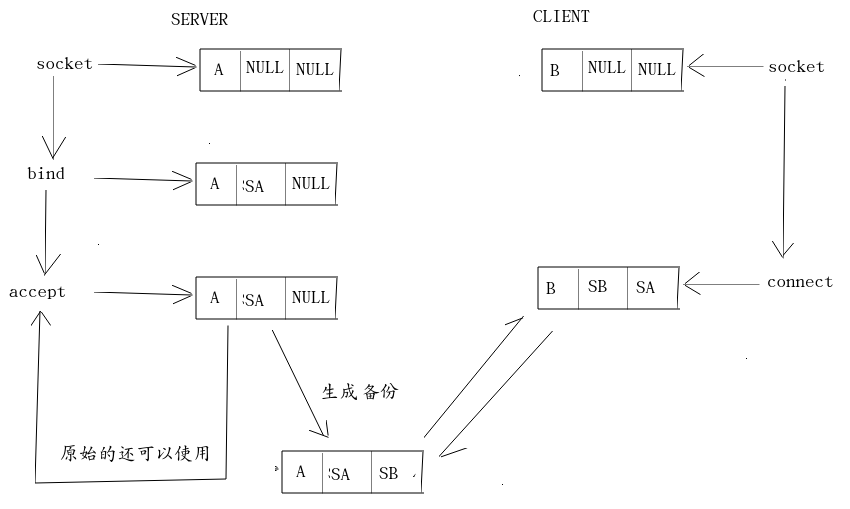 SERVER
CLIENT
socket
A NULL NULL
B NULL NULL
socket
bind
A SA NULL
accept
A SA NULL
B SB SA
connect
生成备份
原始的还可以使用
A SA SB